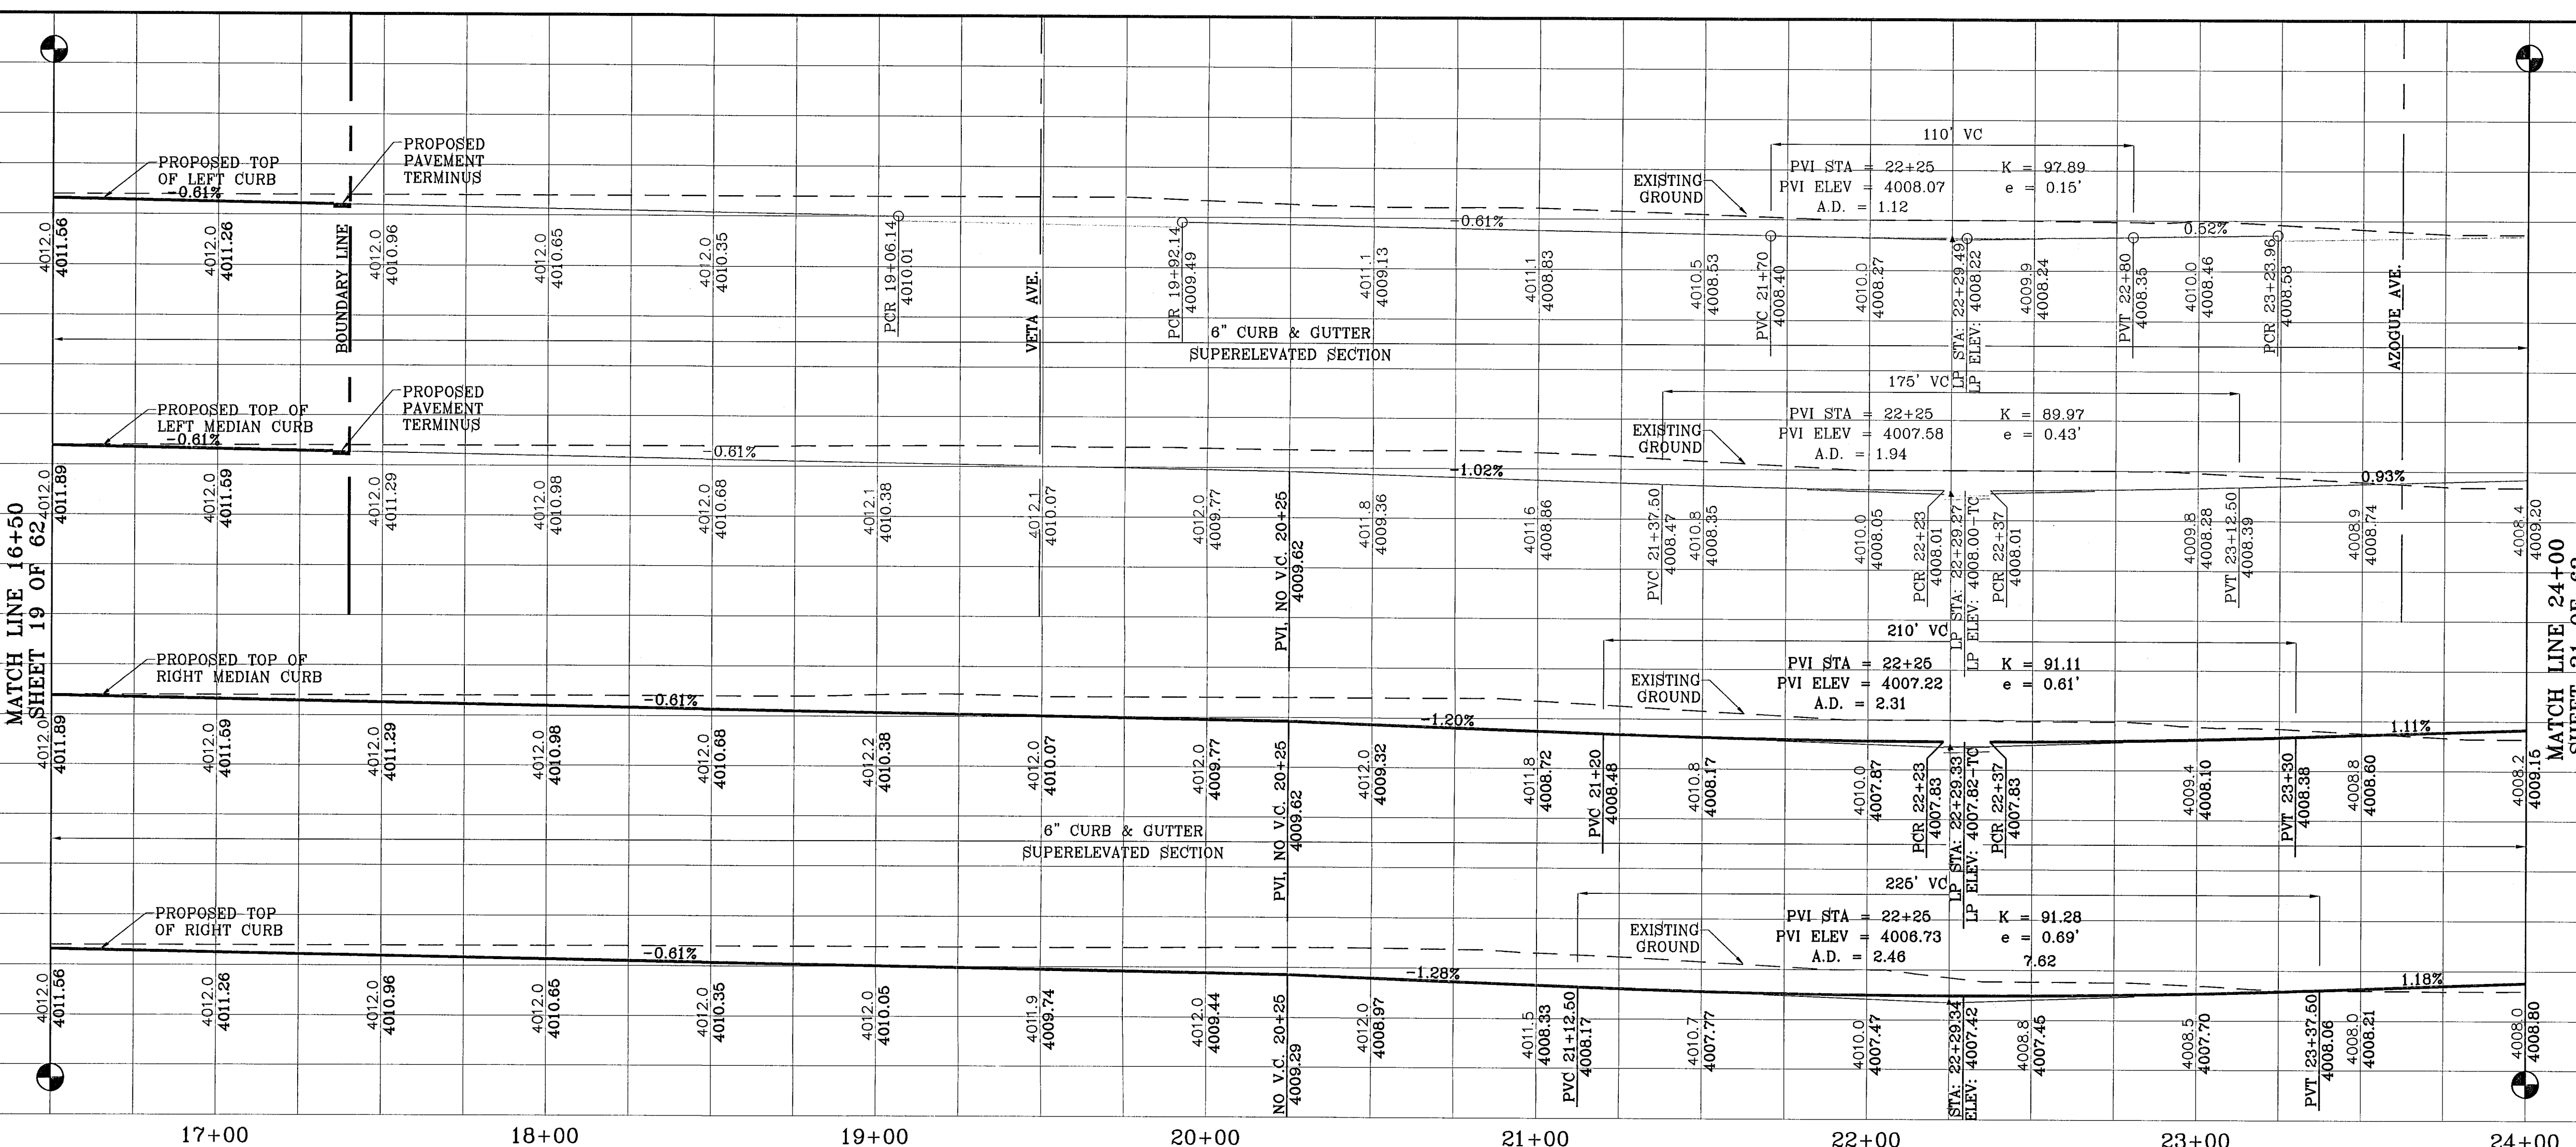 MATCH LINE 16+50
SHEET 19 OF 62
PROPOSED TOP
OF LEFT CURB
-0.61%
PROPOSED
PAVEMENT
TERMINUS
BOUNDARY LINE
VETA AVE.
AZOGUE AVE.
EXISTING
GROUND
110' VC
PVI STA = 22+25
PVI ELEV = 4008.07
A.D. = 1.12
K = 97.89
e = 0.15'
-0.61%
0.52%
4012.0
4011.56
4012.0
4011.26
4012.0
4010.96
4012.0
4010.65
4012.0
4010.35
PCR 19+06.14
4010.01
PCR 19+92.14
4009.49
4011.1
4009.13
4011.1
4008.83
4010.5
4008.53
PVC 21+70
4008.40
4010.0
4008.27
LP STA: 22+29.49
LP ELEV: 4008.22
4009.9
4008.24
PVT 22+80
4008.35
4010.0
4008.46
PCR 23+23.96
4008.58
6" CURB & GUTTER
SUPERELEVATED SECTION
PROPOSED TOP OF
LEFT MEDIAN CURB
-0.61%
PROPOSED
PAVEMENT
TERMINUS
-0.61%
-1.02%
EXISTING
GROUND
175' VC
PVI STA = 22+25
PVI ELEV = 4007.58
A.D. = 1.94
K = 89.97
e = 0.43'
0.93%
4012.0
4011.89
4012.0
4011.59
4012.0
4011.29
4012.0
4010.98
4012.0
4010.68
4012.1
4010.38
4012.1
4010.07
4012.0
4009.77
PVI, NO V.C. 20+25
4009.62
4011.8
4009.36
4011.6
4008.86
PVC 21+37.50
4008.47
4010.8
4008.35
4010.0
4008.05
PCR 22+23
4008.01
LP STA: 22+29.27
LP ELEV: 4008.00-TC
PCR 22+37
4008.01
4009.8
4008.28
PVT 23+12.50
4008.39
4008.9
4008.74
4008.4
4009.20
PROPOSED TOP OF
RIGHT MEDIAN CURB
-0.61%
-1.20%
EXISTING
GROUND
210' VC
PVI STA = 22+25
PVI ELEV = 4007.22
A.D. = 2.31
K = 91.11
e = 0.61'
1.11%
4012.0
4011.89
4012.0
4011.59
4012.0
4011.29
4012.0
4010.98
4012.0
4010.68
4012.2
4010.38
4012.0
4010.07
4012.0
4009.77
PVI, NO V.C. 20+25
4009.62
4012.0
4009.32
4011.8
4008.72
PVC 21+20
4008.48
4010.8
4008.17
4010.0
4007.87
PCR 22+23
4007.83
LP STA: 22+29.33
LP ELEV: 4007.82-TC
PCR 22+37
4007.83
4009.4
4008.10
PVT 23+30
4008.38
4008.8
4008.60
4008.2
4009.15
6" CURB & GUTTER
SUPERELEVATED SECTION
PROPOSED TOP
OF RIGHT CURB
-0.61%
-1.28%
EXISTING
GROUND
225' VC
PVI STA = 22+25
PVI ELEV = 4006.73
A.D. = 2.46
K = 91.28
e = 0.69'
7.62
1.18%
4012.0
4011.56
4012.0
4011.26
4012.0
4010.96
4012.0
4010.65
4012.0
4010.35
4012.0
4010.05
4011.9
4009.74
4012.0
4009.44
NO V.C. 20+25
4009.29
4012.0
4008.97
4011.5
4008.33
PVC 21+12.50
4008.17
4010.7
4007.77
4010.0
4007.47
STA: 22+29.34
ELEV: 4007.42
4008.8
4007.45
4008.5
4007.70
PVT 23+37.50
4008.06
4008.0
4008.21
4008.0
4008.80
MATCH LINE 24+00
17+00
18+00
19+00
20+00
21+00
22+00
23+00
24+00